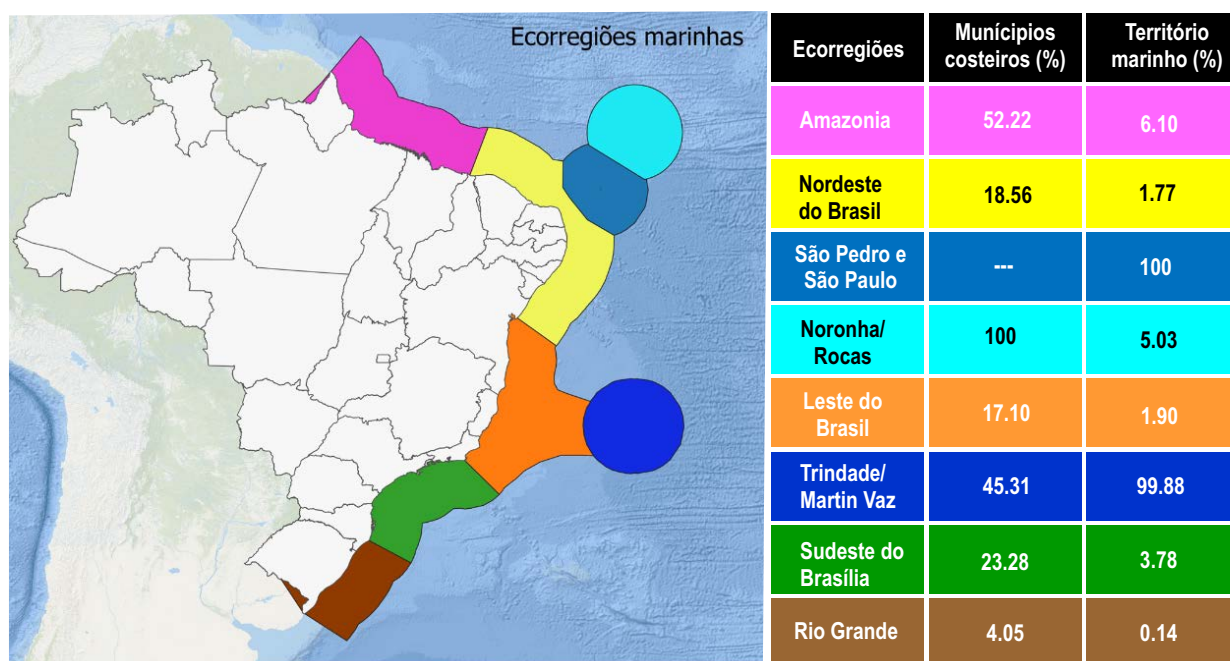 Ecorregiões marinhas
Ecorregiões
Munícipios
costeiros (%)
Território
marinho (%)
Amazonia
52.22
6.10
Nordeste
do Brasil
18.56
1.77
São Pedro e
São Paulo
---
100
Noronha/
Rocas
100
5.03
Leste do
Brasil
17.10
1.90
Trindade/
Martin Vaz
45.31
99.88
Sudeste do
Brasília
23.28
3.78
Rio Grande
4.05
0.14